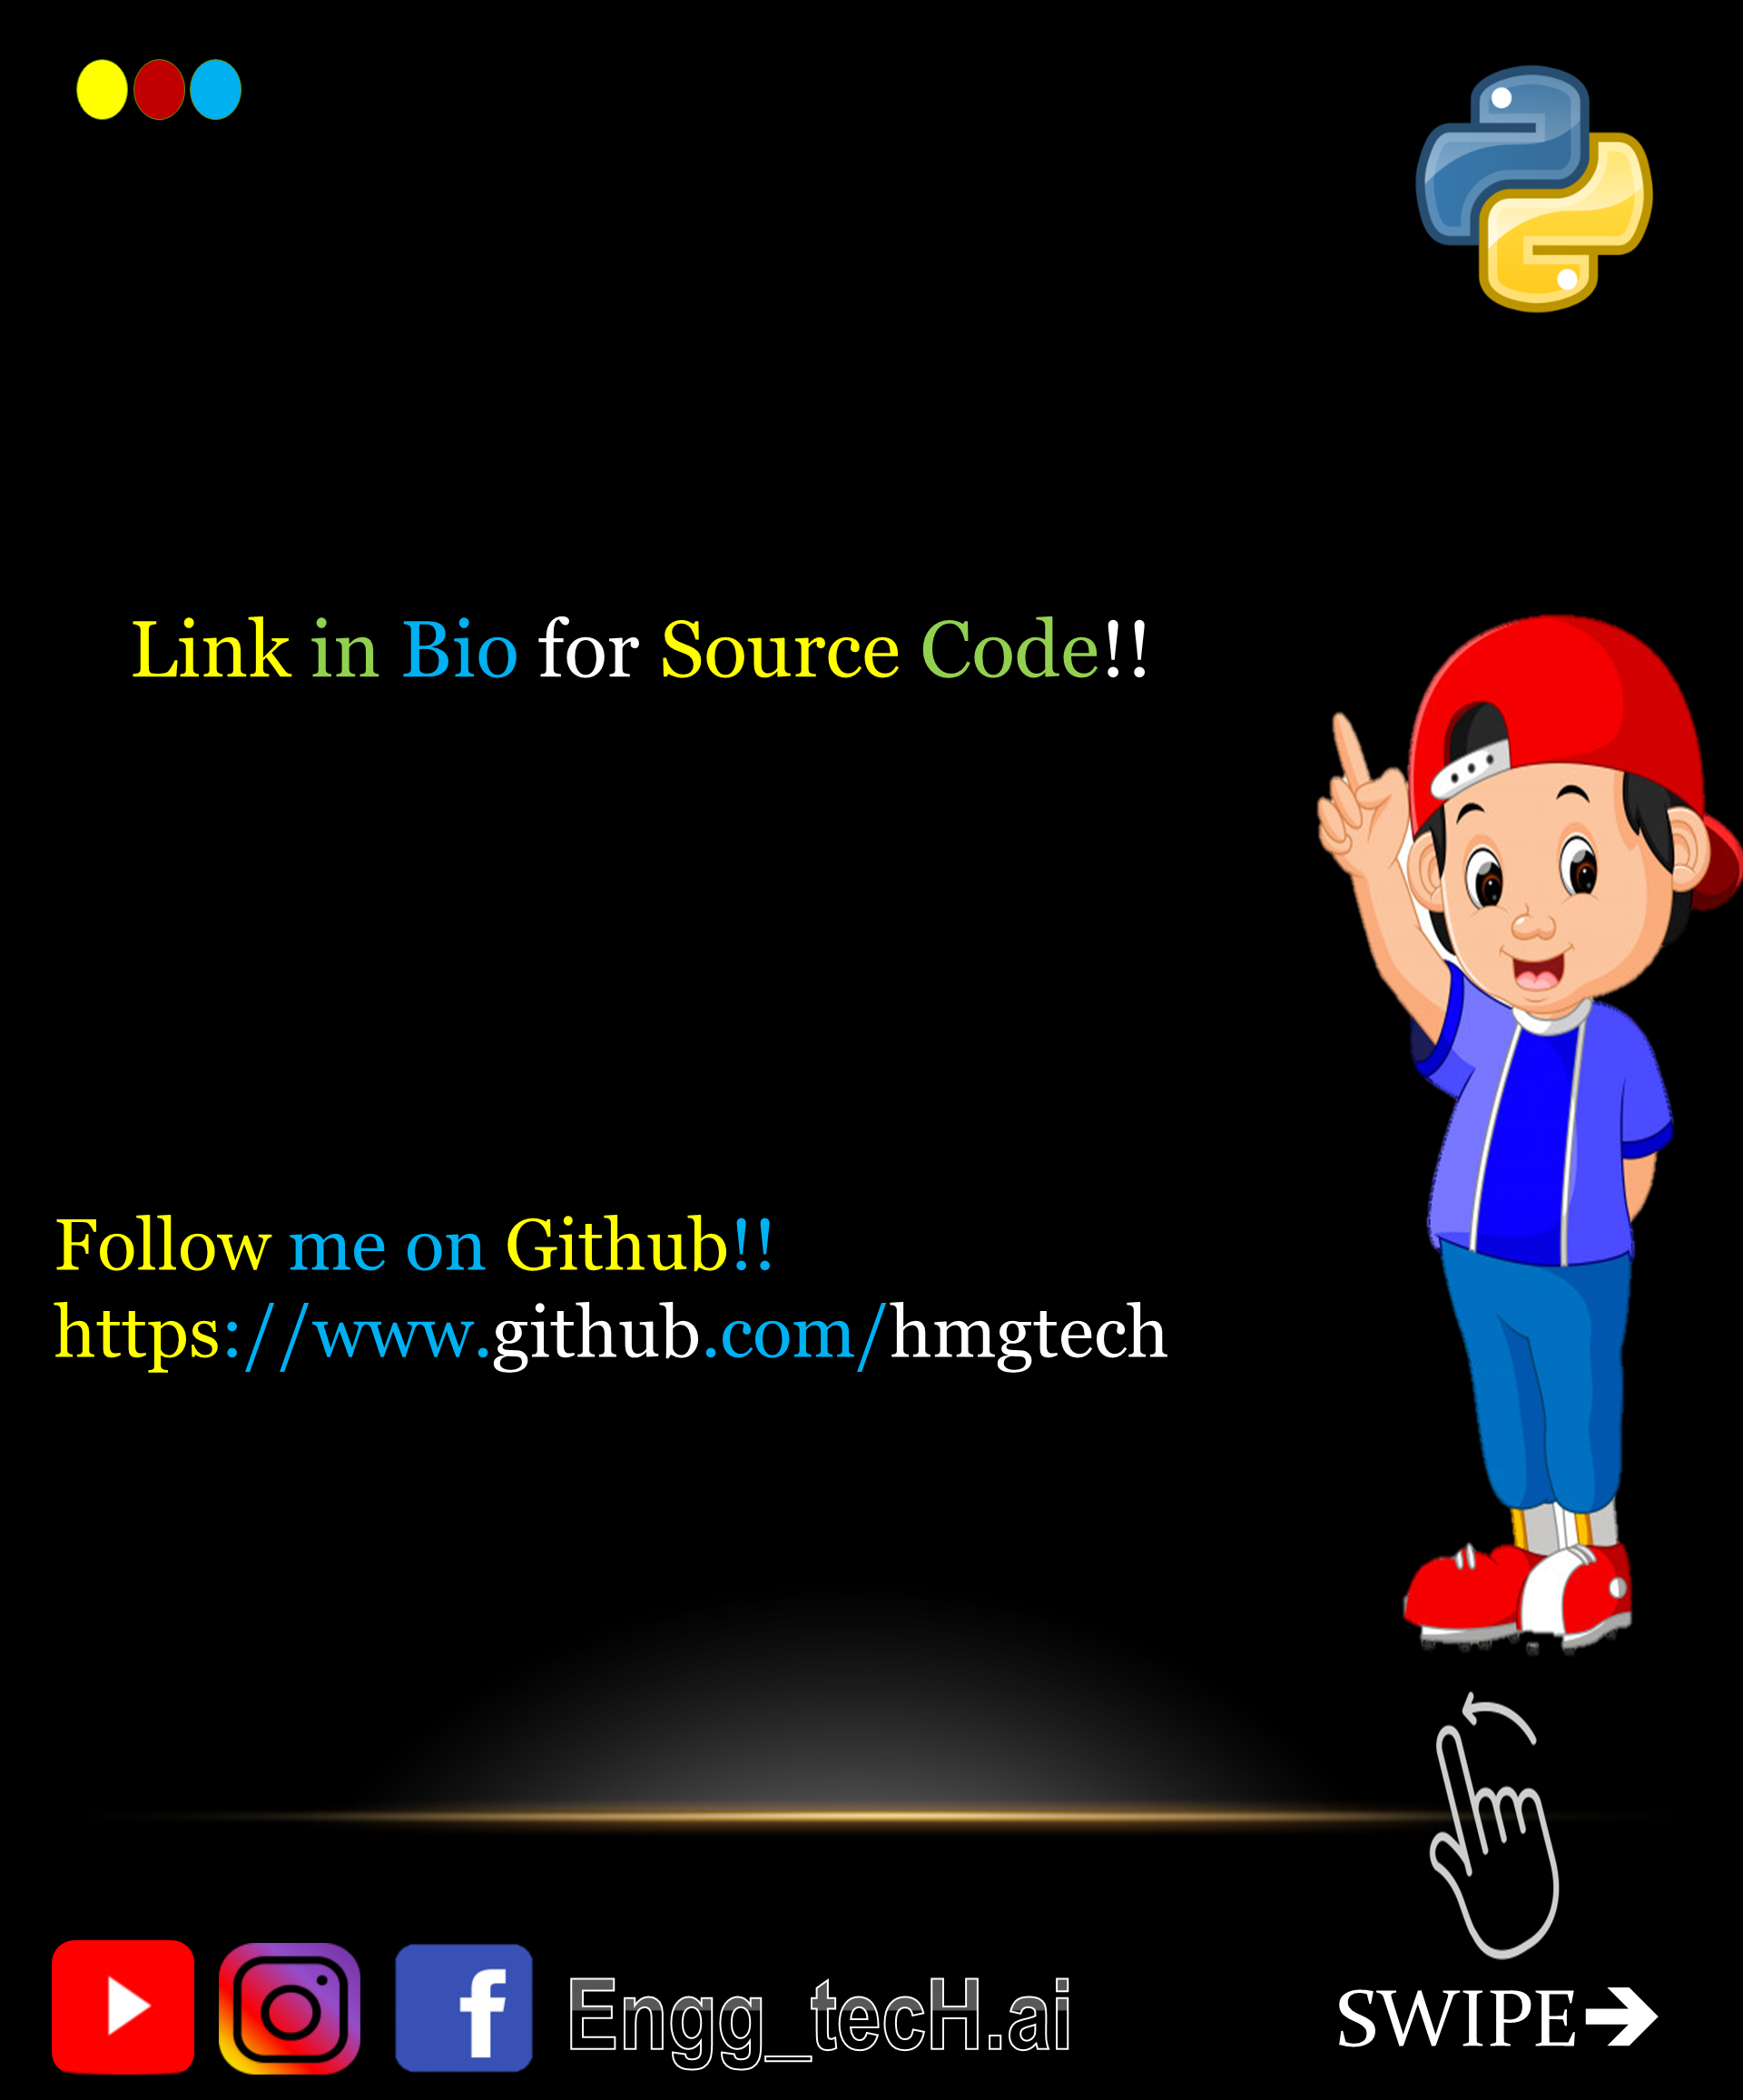 Link in Bio for Source Code!!
Follow me on Github!!
https://www.github.com/hmgtech
Engg_tecH.ai
SWIPE